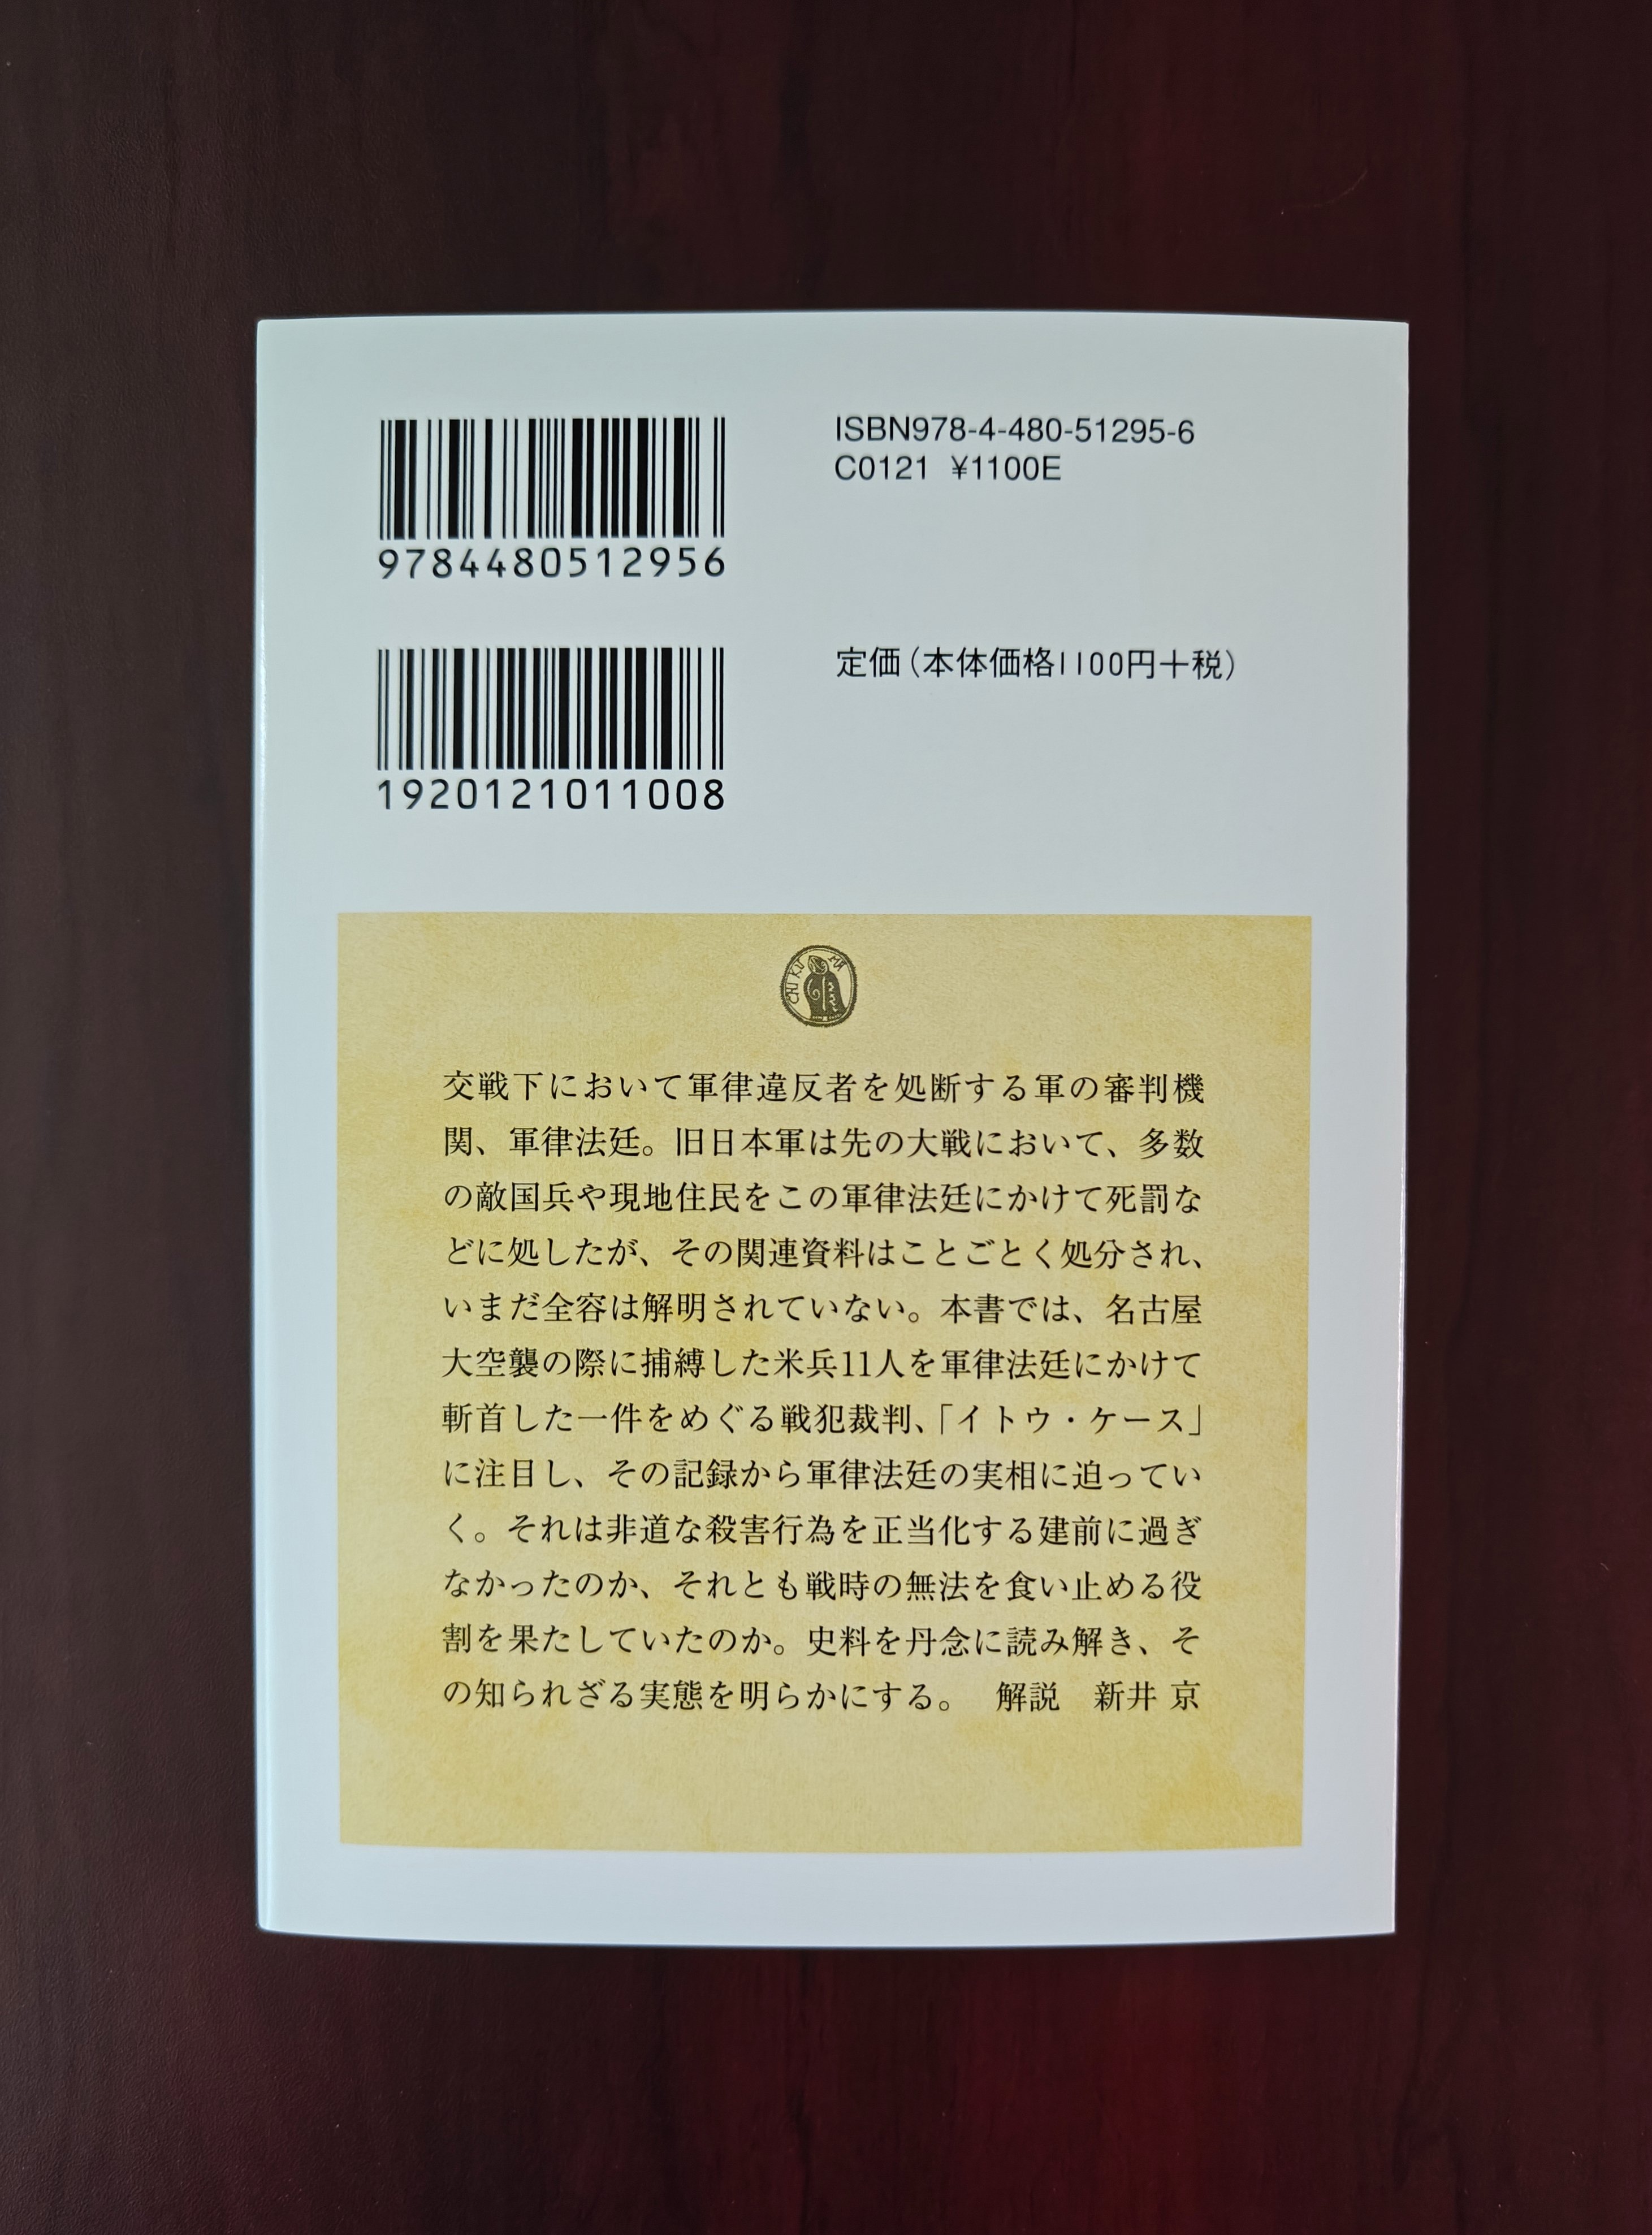 9784480512956
ISBN978-4-480-51295-6
C0121 ¥1100E
1920121011008
定価(本体価格1100円+税)
CHIKUMA
交戦下において軍律違反者を処断する軍の審判機
関、軍律法廷。旧日本軍は先の大戦において、多数
の敵国兵や現地住民をこの軍律法廷にかけて死罰な
どに処したが、その関連資料はことごとく処分され、
いまだ全容は解明されていない。本書では、名古屋
大空襲の際に捕縛した米兵11人を軍律法廷にかけて
斬首した一件をめぐる戦犯裁判、「イトウ・ケース」
に注目し、その記録から軍律法廷の実相に迫ってい
く。それは非道な殺害行為を正当化する建前に過ぎ
なかったのか、それとも戦時の無法を食い止める役
割を果たしていたのか。史料を丹念に読み解き、そ
の知られざる実態を明らかにする。 解説 新井 京